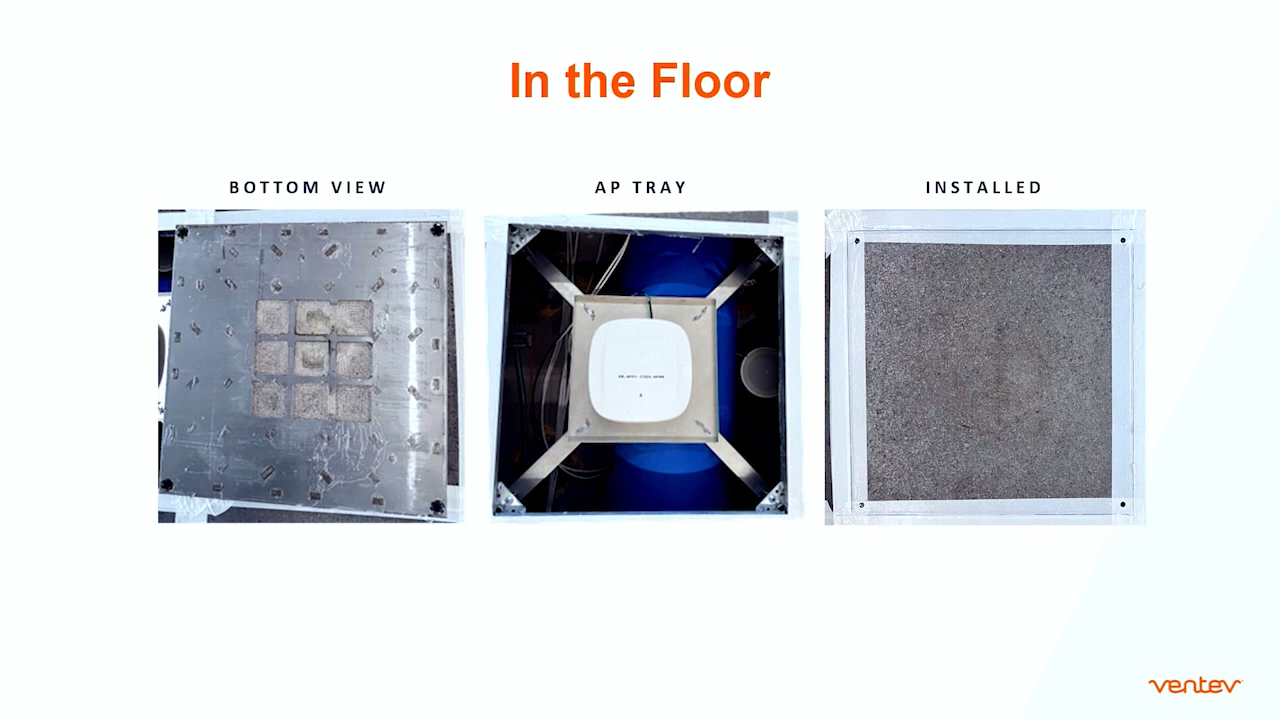 In the Floor
BOTTOM VIEW
AP TRAY
INSTALLED
ventev